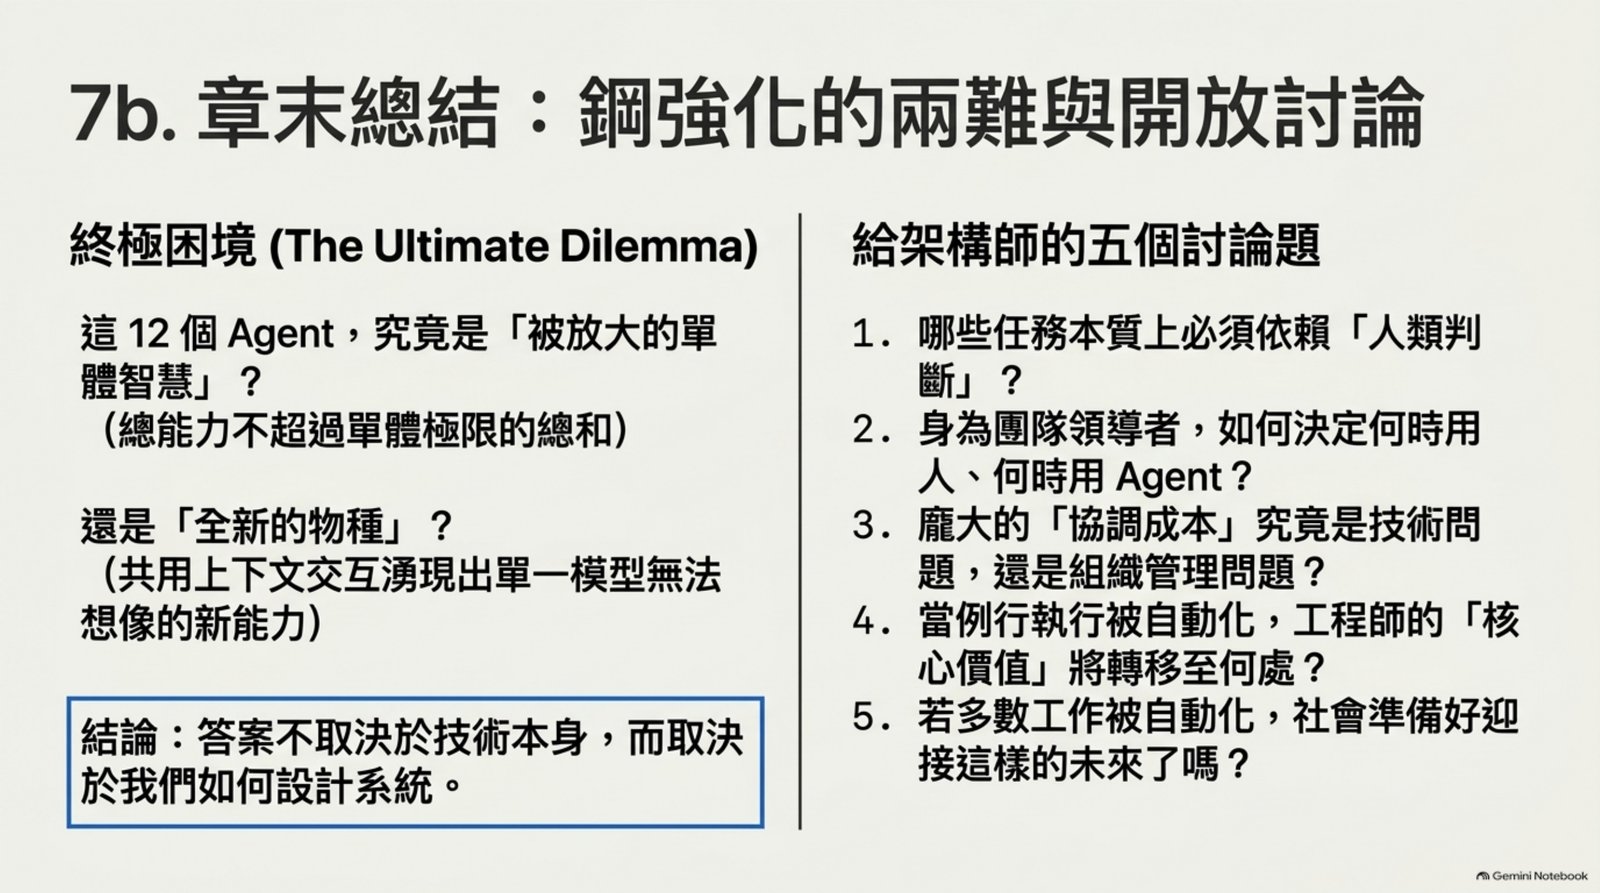 7b. 章末總結：鋼強化的兩難與開放討論
終極困境 (The Ultimate Dilemma)
這 12 個 Agent，究竟是「被放大的單
體智慧」？
（總能力不超過單體極限的總和）
還是「全新的物種」？
（共用上下文交互湧現出單一模型無法
想像的新能力）
結論：答案不取決於技術本身，而取決
於我們如何設計系統。
給架構師的五個討論題
1. 哪些任務本質上必須依賴「人類判
斷」？
2. 身為團隊領導者，如何決定何時用
人、何時用 Agent？
3. 龐大的「協調成本」究竟是技術問
題，還是組織管理問題？
4. 當例行執行被自動化，工程師的「核
心價值」將轉移至何處？
5. 若多數工作被自動化，社會準備好迎
接這樣的未來了嗎？
Gemini Notebook